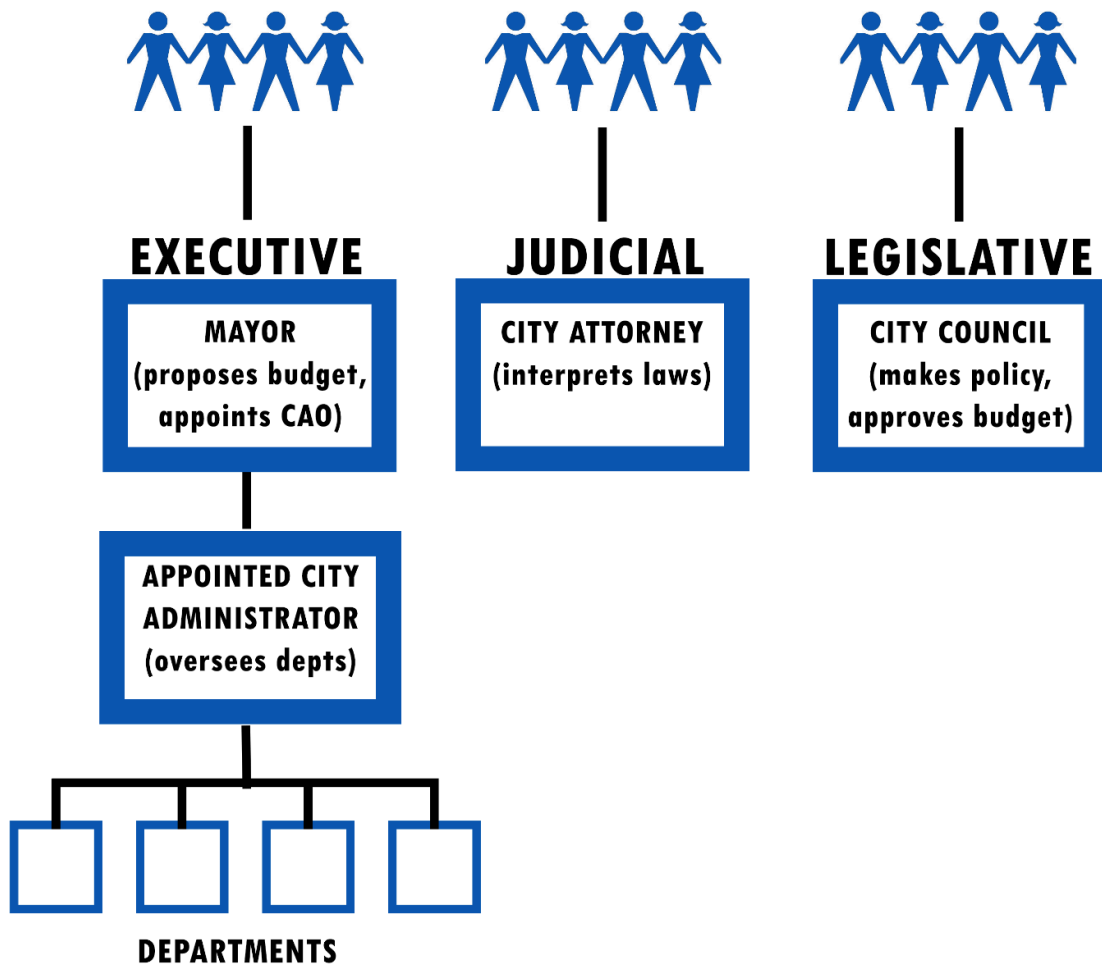 EXECUTIVE
MAYOR
(proposes budget,
appoints CAO)
APPOINTED CITY
ADMINISTRATOR
(oversees depts)
DEPARTMENTS
JUDICIAL
CITY ATTORNEY
(interprets laws)
LEGISLATIVE
CITY COUNCIL
(makes policy,
approves budget)